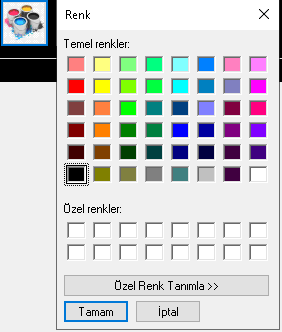 Renk
Temel renkler:
Özel renkler:
Özel Renk Tanımla >>
Tamam
İptal